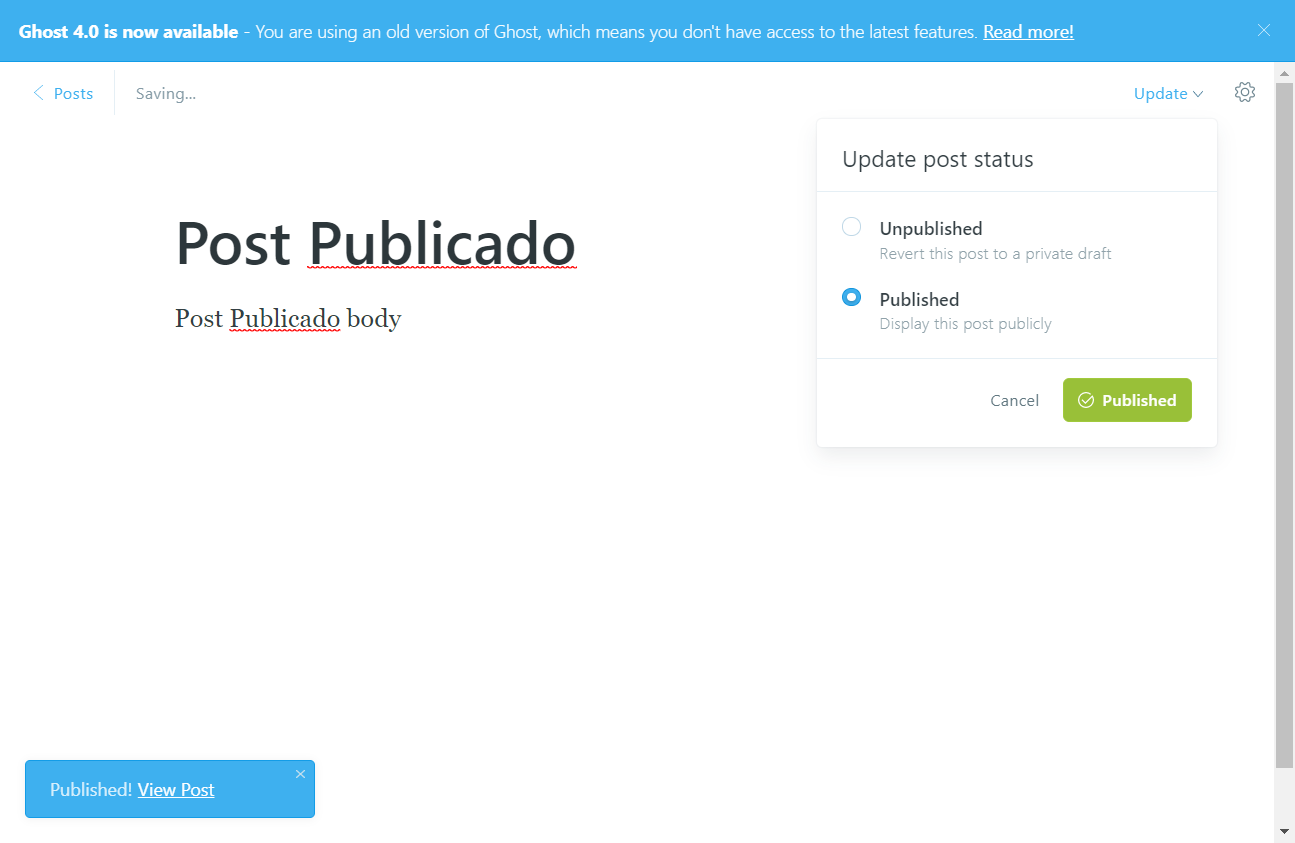 Ghost 4.0 is now available - You are using an old version of Ghost, which means you don't have access to the latest features. Read more!
Posts
Saving...
Update
Update post status
Unpublished
Revert this post to a private draft
Published
Display this post publicly
Cancel
Published
Post Publicado
Post Publicado body
Published! View Post